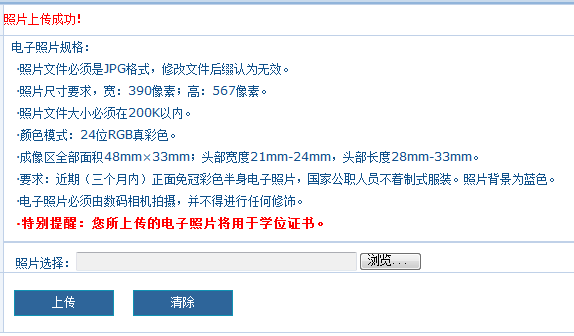 照片上传成功!
电子照片规格：
·照片文件必须是JPG格式，修改文件后缀认为无效。
·照片尺寸要求，宽：390像素；高：567像素。
·照片文件大小必须在200K以内。
·颜色模式：24位RGB真彩色。
·成像区全部面积48mm×33mm；头部宽度21mm-24mm，头部长度28mm-33mm。
·要求：近期（三个月内）正面免冠彩色半身电子照片，国家公职人员不着制式服装。照片背景为蓝色。
·电子照片必须由数码相机拍摄，并不得进行任何修饰。
·特别提醒：您所上传的电子照片将用于学位证书。
照片选择：浏览...
上传 清除